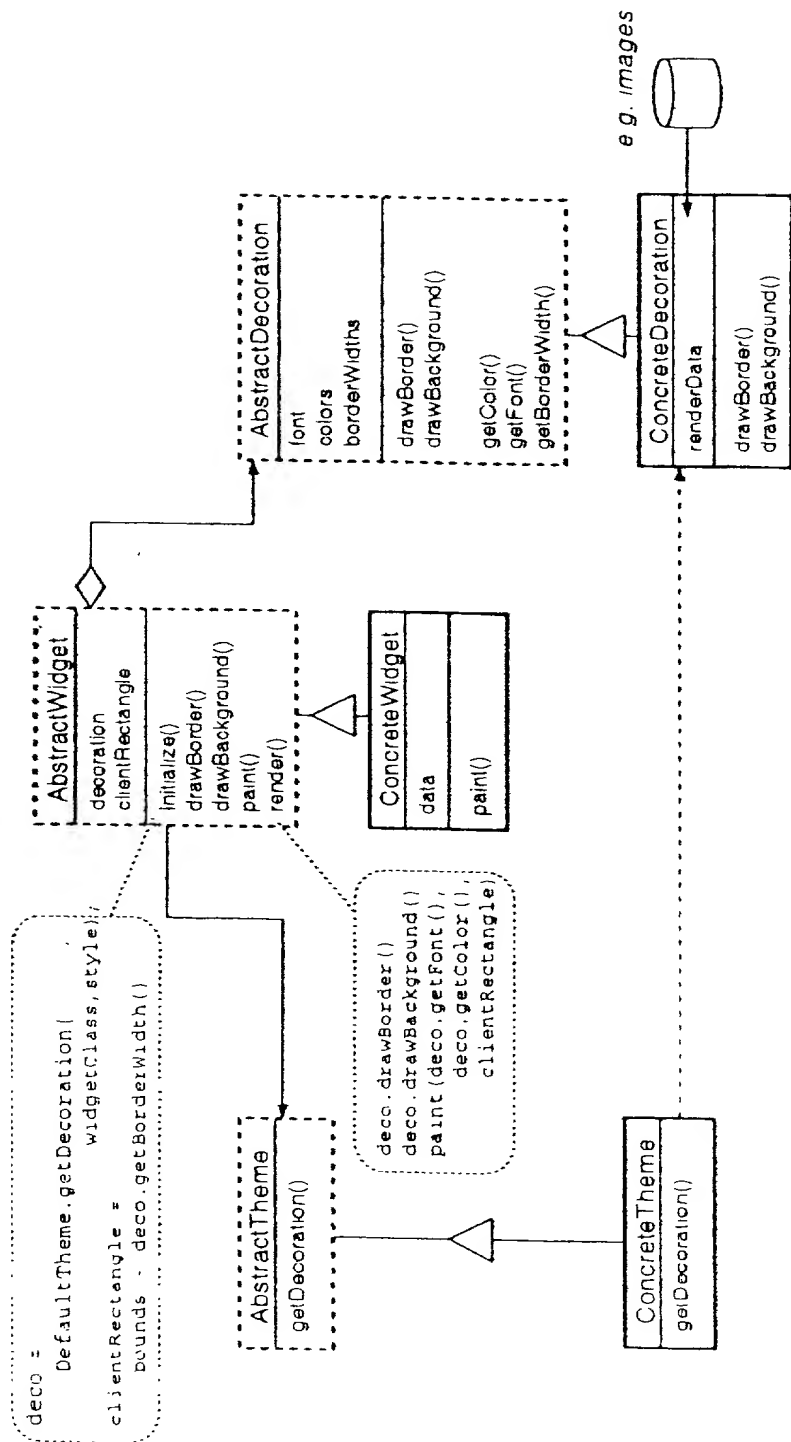 deco =
DefaultTheme.getDecoration(
widgetClass,style);
clientRectangle =
bounds - deco.getBorderWidth()
AbstractTheme
getDecoration()
ConcreteTheme
getDecoration()
AbstractWidget
decoration
clientRectangle
initialize()
drawBorder()
drawBackground()
paint()
render()
deco.drawBorder()
deco.drawBackground()
paint(deco.getFont(),
deco.getColor(),
clientRectangle)
ConcreteWidget
data
paint()
AbstractDecoration
font
colors
borderWidths
drawBorder()
drawBackground()
getColor()
getFont()
getBorderWidth()
ConcreteDecoration
renderData
drawBorder()
drawBackground()
e g. images